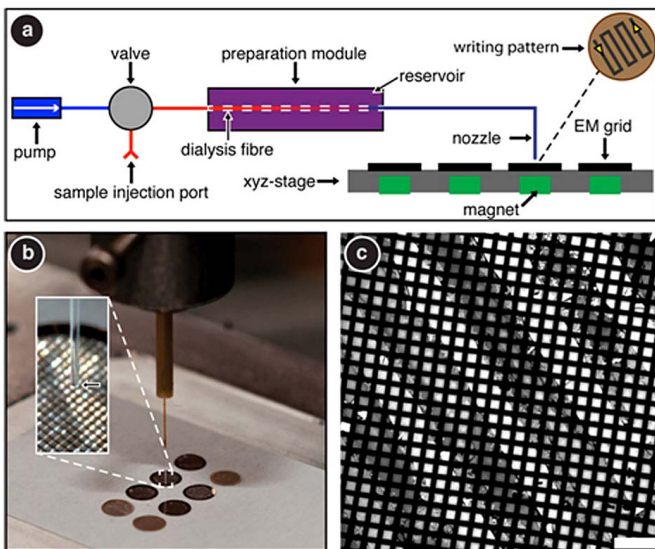 a
valve
preparation module
writing pattern
reservoir
pump
dialysis fibre
nozzle
EM grid
sample injection port
xyz-stage
magnet
b
c